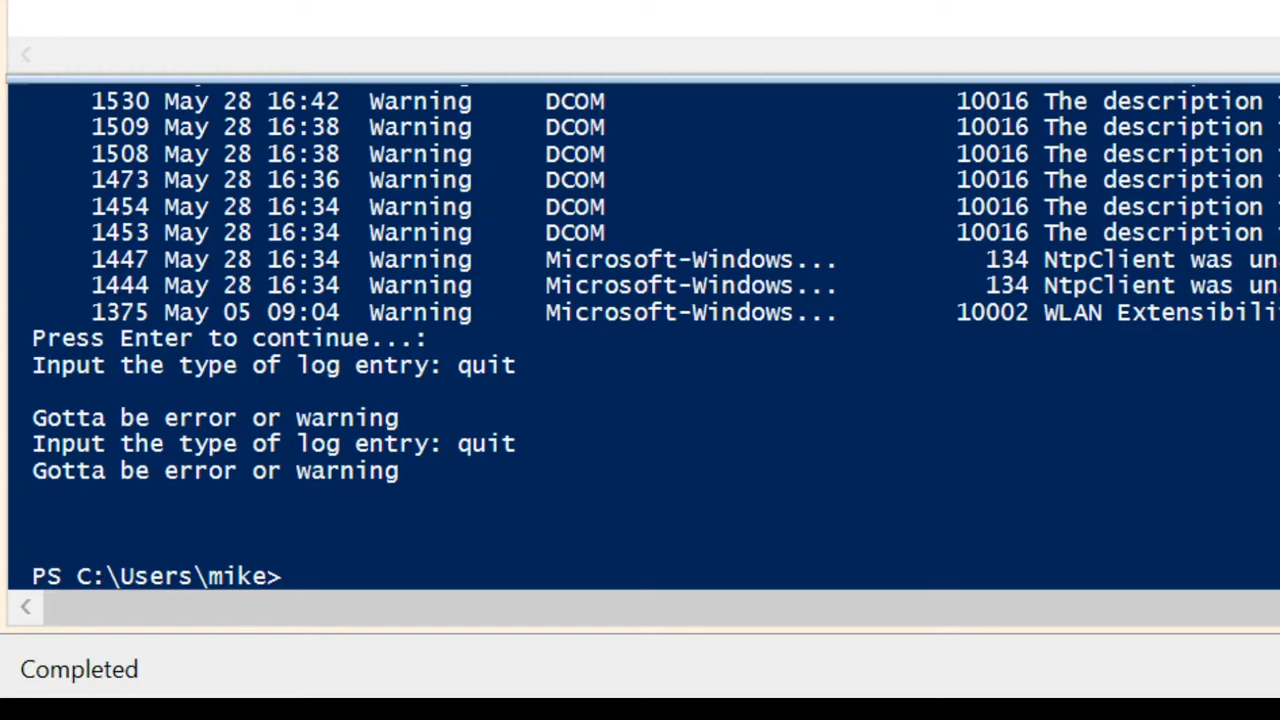 1530 May 28 16:42  Warning     DCOM                        10016 The description
1509 May 28 16:38  Warning     DCOM                        10016 The description
1508 May 28 16:38  Warning     DCOM                        10016 The description
1473 May 28 16:36  Warning     DCOM                        10016 The description
1454 May 28 16:34  Warning     DCOM                        10016 The description
1453 May 28 16:34  Warning     DCOM                        10016 The description
1447 May 28 16:34  Warning     Microsoft-Windows...          134 NtpClient was
1444 May 28 16:34  Warning     Microsoft-Windows...          134 NtpClient was
1375 May 05 09:04  Warning     Microsoft-Windows...        10002 WLAN Extensibili
Press Enter to continue...:
Input the type of log entry: quit
Gotta be error or warning
Input the type of log entry: quit
Gotta be error or warning
PS C:\Users\mike>
Completed